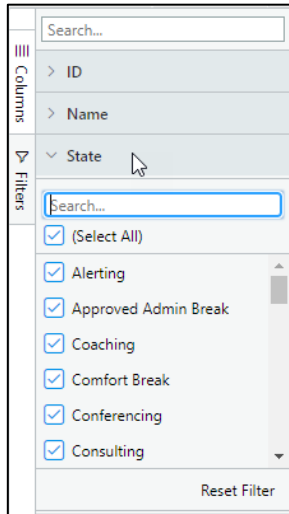 Search...
Columns
Filters
ID
Name
State
Search...
(Select All)
Alerting
Approved Admin Break
Coaching
Comfort Break
Conferencing
Consulting
Reset Filter